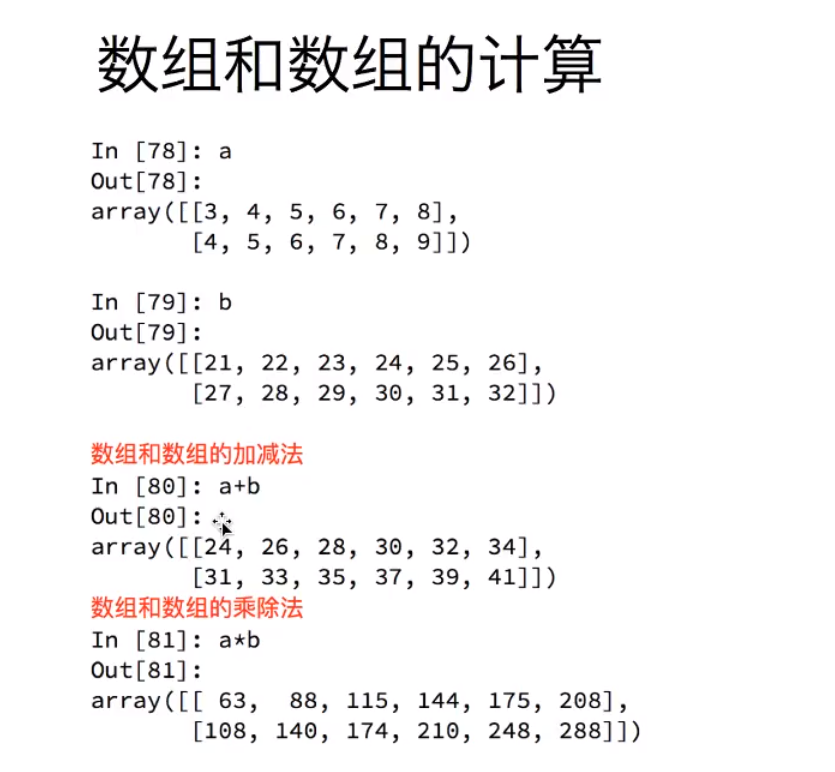 数组和数组的计算
In [78]: a
Out[78]:
array([[3, 4, 5, 6, 7, 8],
       [4, 5, 6, 7, 8, 9]])
In [79]: b
Out[79]:
array([[21, 22, 23, 24, 25, 26],
       [27, 28, 29, 30, 31, 32]])
数组和数组的加减法
In [80]: a+b
Out[80]:
array([[24, 26, 28, 30, 32, 34],
       [31, 33, 35, 37, 39, 41]])
数组和数组的乘除法
In [81]: a*b
Out[81]:
array([[ 63,  88, 115, 144, 175, 208],
       [108, 140, 174, 210, 248, 288]])